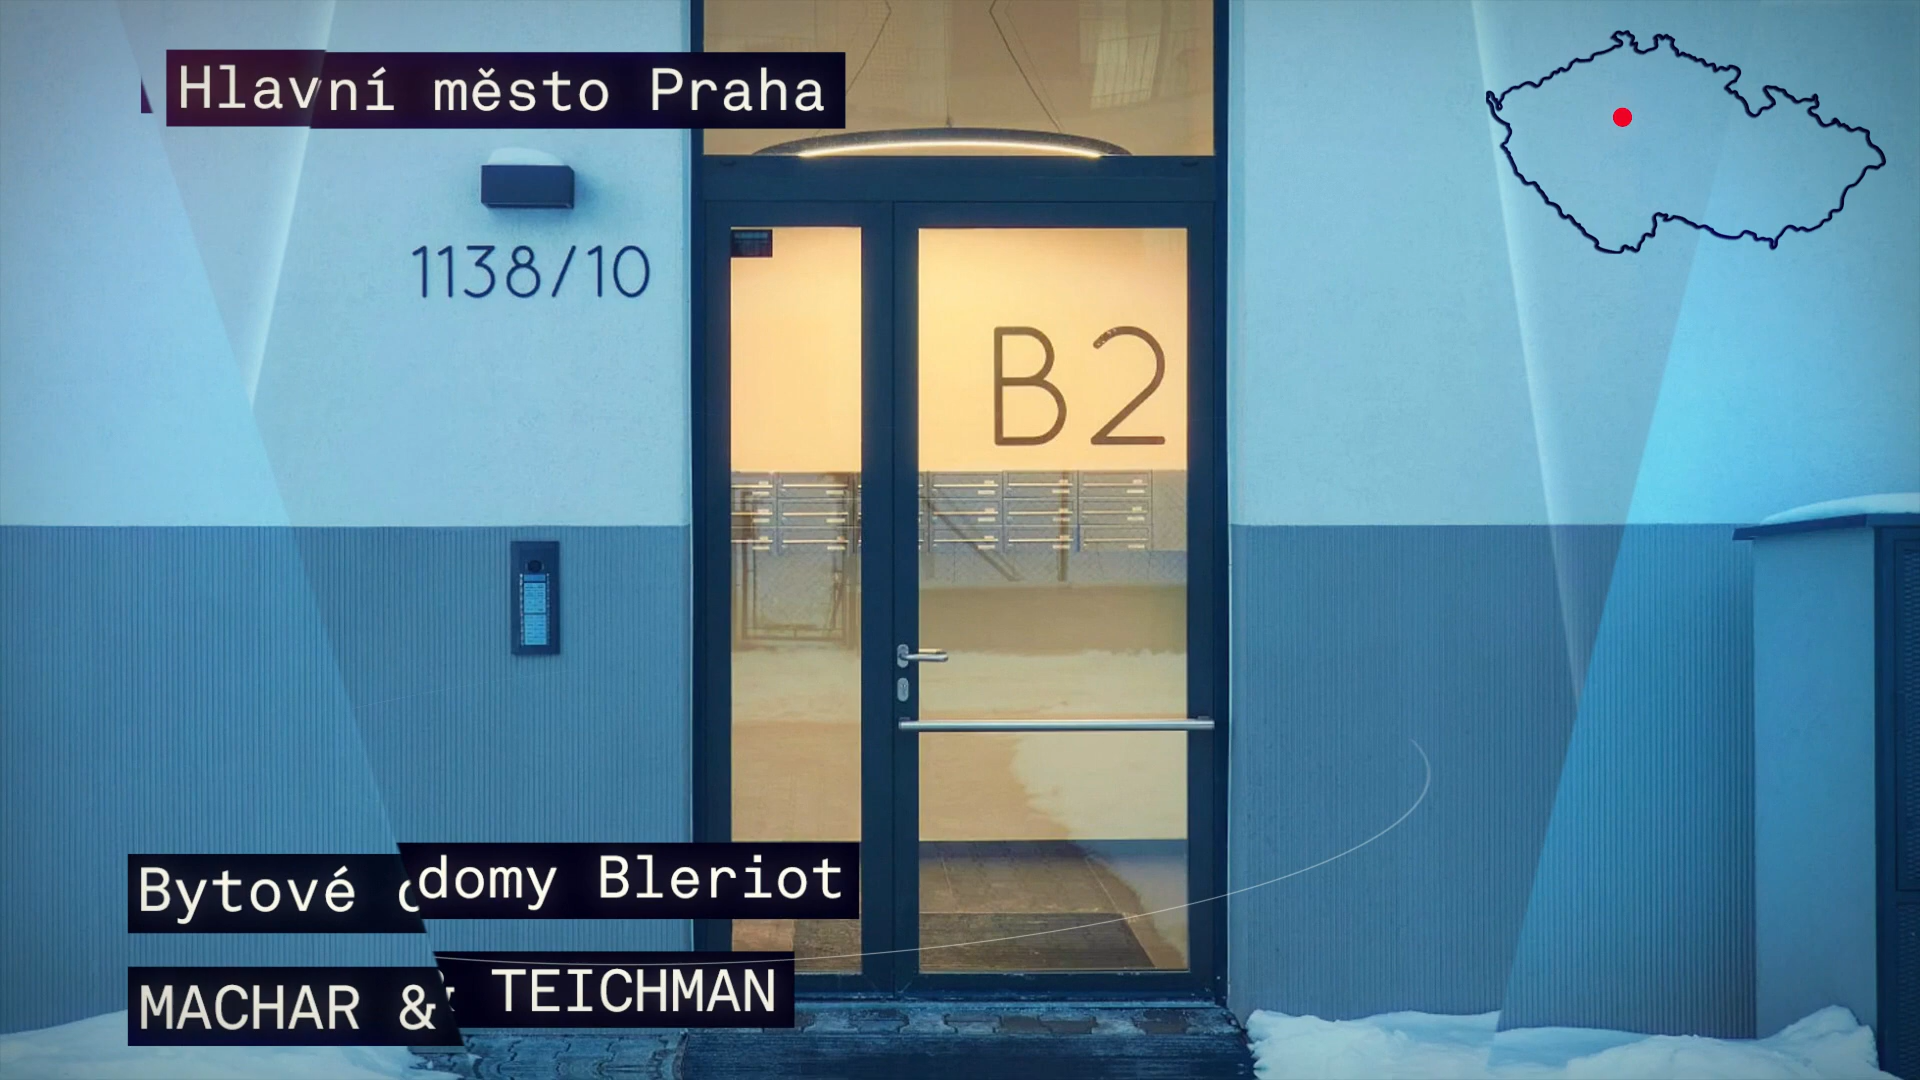 Hlavní město Praha
1138/10
B2
Bytové domy Bleriot
MACHAR & TEICHMAN